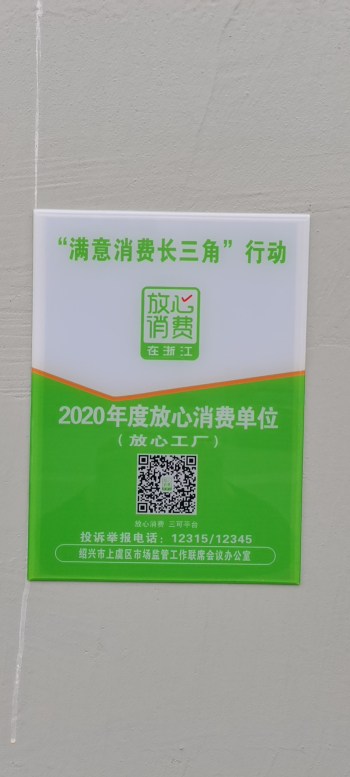 “满意消费长三角”行动
放心
消费
在浙江
2020年度放心消费单位
(放心工厂)
放心消费 三可平台
投诉举报电话：12315/12345
绍兴市上虞区市场监管工作联席会议办公室